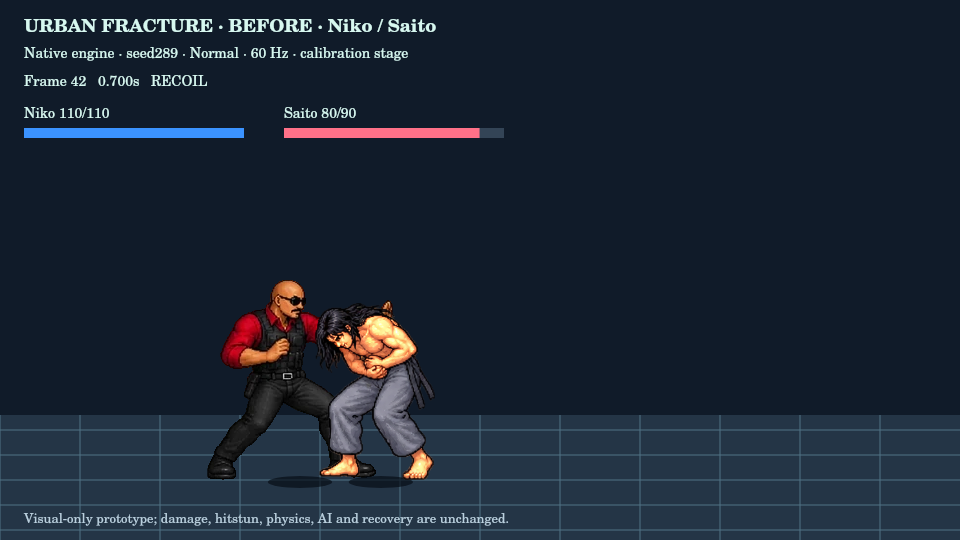 URBAN FRACTURE · BEFORE · Niko / Saito
Native engine · seed289 · Normal · 60 Hz · calibration stage
Frame 42 0.700s RECOIL
Niko 110/110
Saito 80/90
Visual-only prototype; damage, hitstun, physics, AI and recovery are unchanged.